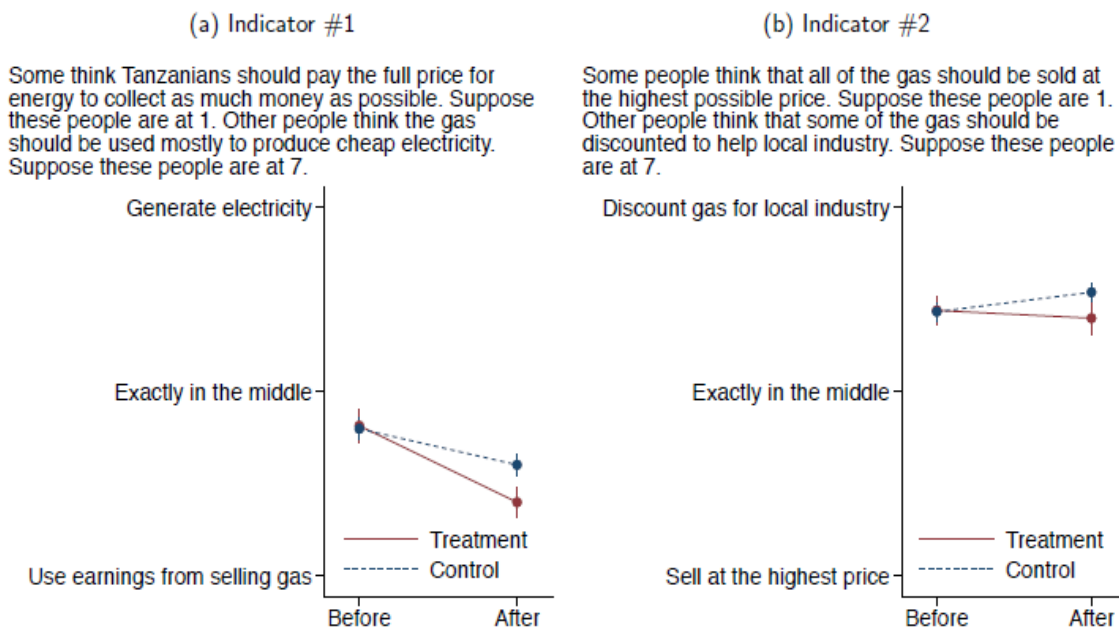 (a) Indicator #1
Some think Tanzanians should pay the full price for
energy to collect as much money as possible. Suppose
these people are at 1. Other people think the gas
should be used mostly to produce cheap electricity.
Suppose these people are at 7.
Generate electricity
Exactly in the middle
Use earnings from selling gas
Treatment
Control
Before
After
(b) Indicator #2
Some people think that all of the gas should be sold at
the highest possible price. Suppose these people are 1.
Other people think that some of the gas should be
discounted to help local industry. Suppose these people
are at 7.
Discount gas for local industry
Exactly in the middle
Sell at the highest price
Treatment
Control
Before
After